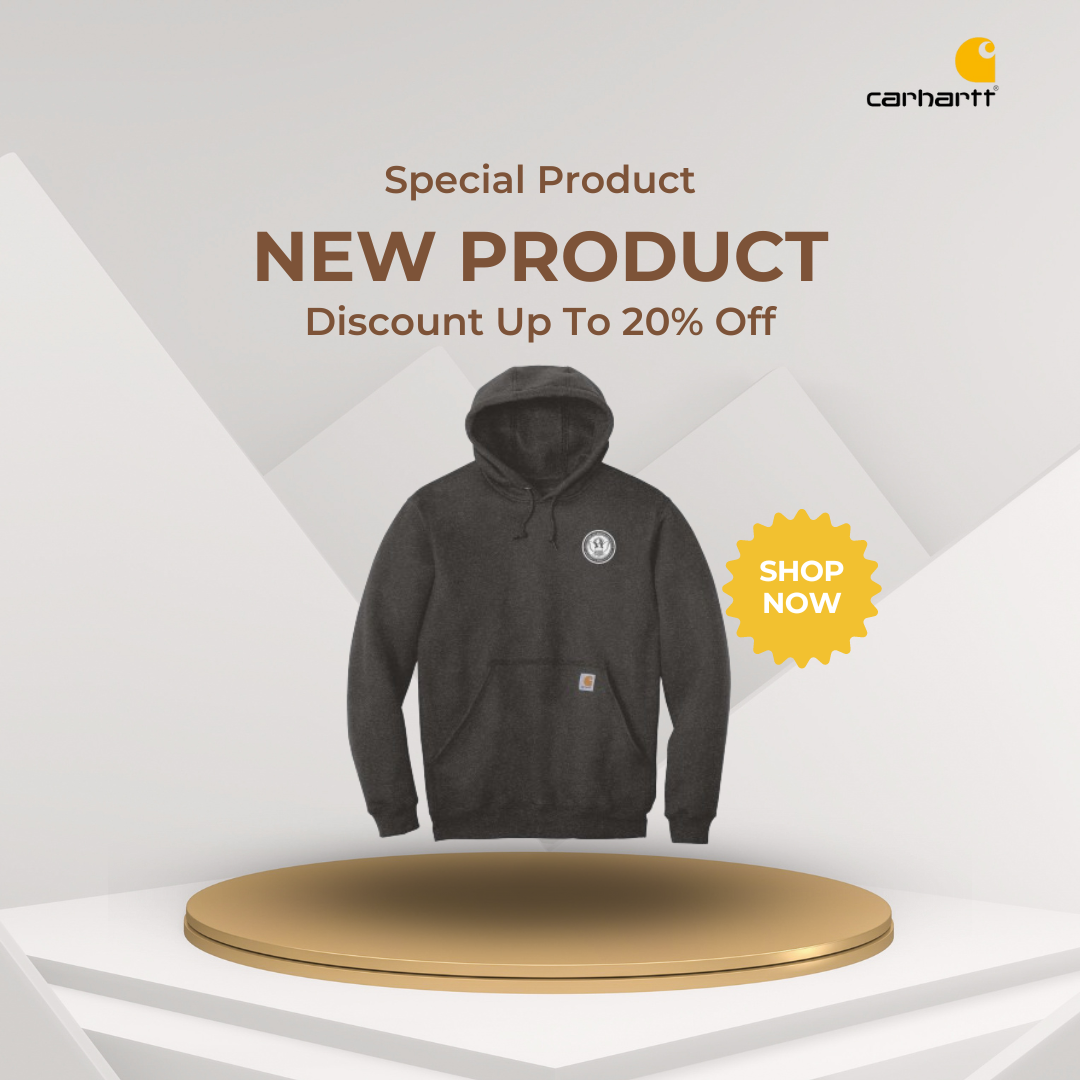 carhartt®
Special Product
NEW PRODUCT
Discount Up To 20% Off
SHOP
NOW